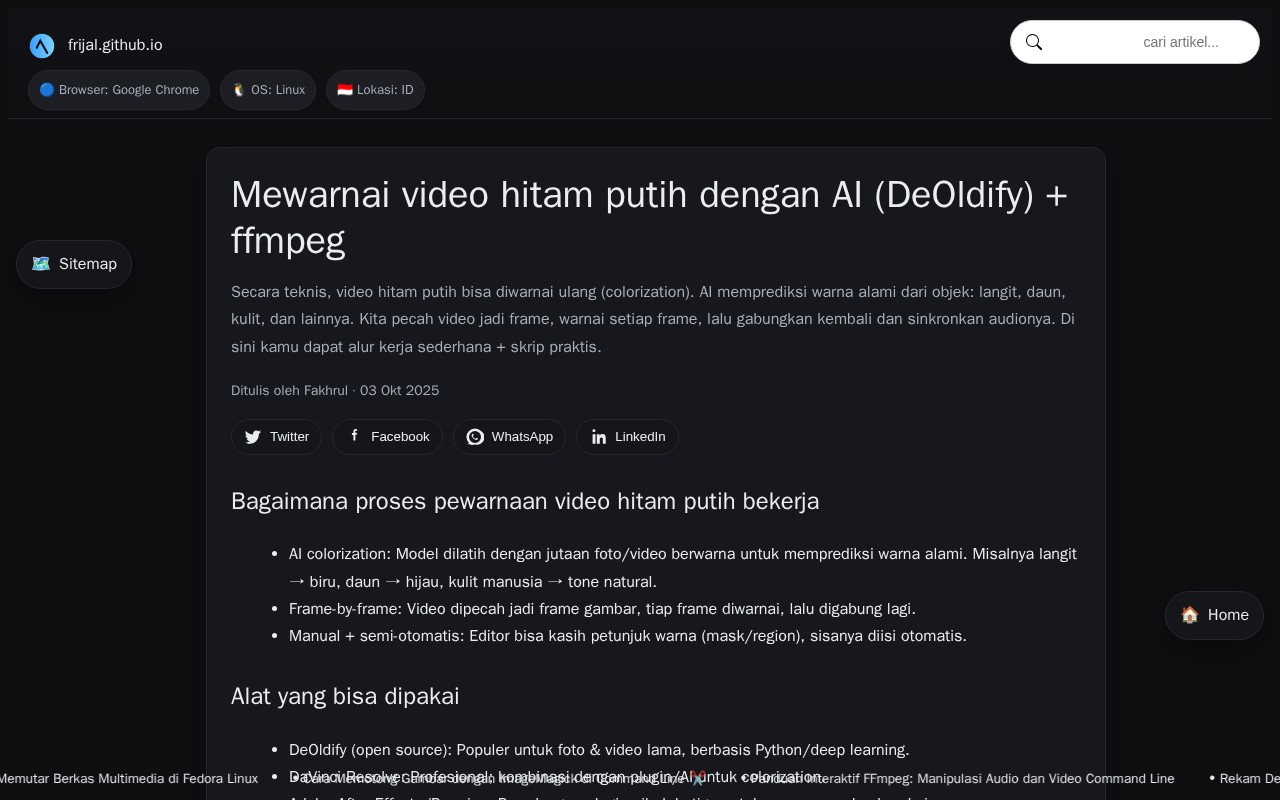 frijal.github.io
cari artikel...
Browser: Google Chrome
OS: Linux
Lokasi: ID
Mewarnai video hitam putih dengan AI (DeOldify) +
ffmpeg
Secara teknis, video hitam putih bisa diwarnai ulang (colorization). AI memprediksi warna alami dari objek: langit, daun,
kulit, dan lainnya. Kita pecah video jadi frame, warnai setiap frame, lalu gabungkan kembali dan sinkronkan audionya. Di
sini kamu dapat alur kerja sederhana + skrip praktis.
Ditulis oleh Fakhrul · 03 Okt 2025
Twitter
Facebook
WhatsApp
LinkedIn
Sitemap
Bagaimana proses pewarnaan video hitam putih bekerja
• AI colorization: Model dilatih dengan jutaan foto/video berwarna untuk memprediksi warna alami. Misalnya langit
→ biru, daun → hijau, kulit manusia → tone natural.
• Frame-by-frame: Video dipecah jadi frame gambar, tiap frame diwarnai, lalu digabung lagi.
• Manual + semi-otomatis: Editor bisa kasih petunjuk warna (mask/region), sisanya diisi otomatis.
Home
Alat yang bisa dipakai
• DeOldify (open source): Populer untuk foto & video lama, berbasis Python/deep learning.
• DaVinci Resolve: Profesional; kombinasi dengan plugin/AI untuk colorization.
Memutar Berkas Multimedia di Fedora Linux
• Cara Memotong Gambar dengan ImageMagick di Command Line
• Panduan Interaktif FFmpeg: Manipulasi Audio dan Video Command Line
• Rekam De